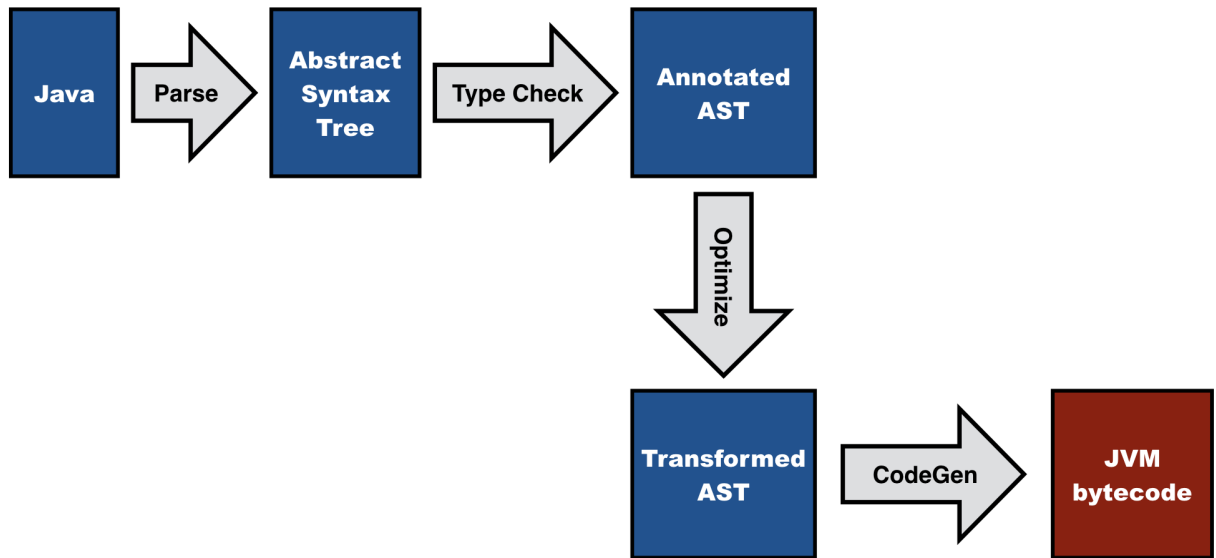 Java
Parse
Abstract
Syntax
Tree
Type Check
Annotated
AST
Optimize
Transformed
AST
CodeGen
JVM
bytecode